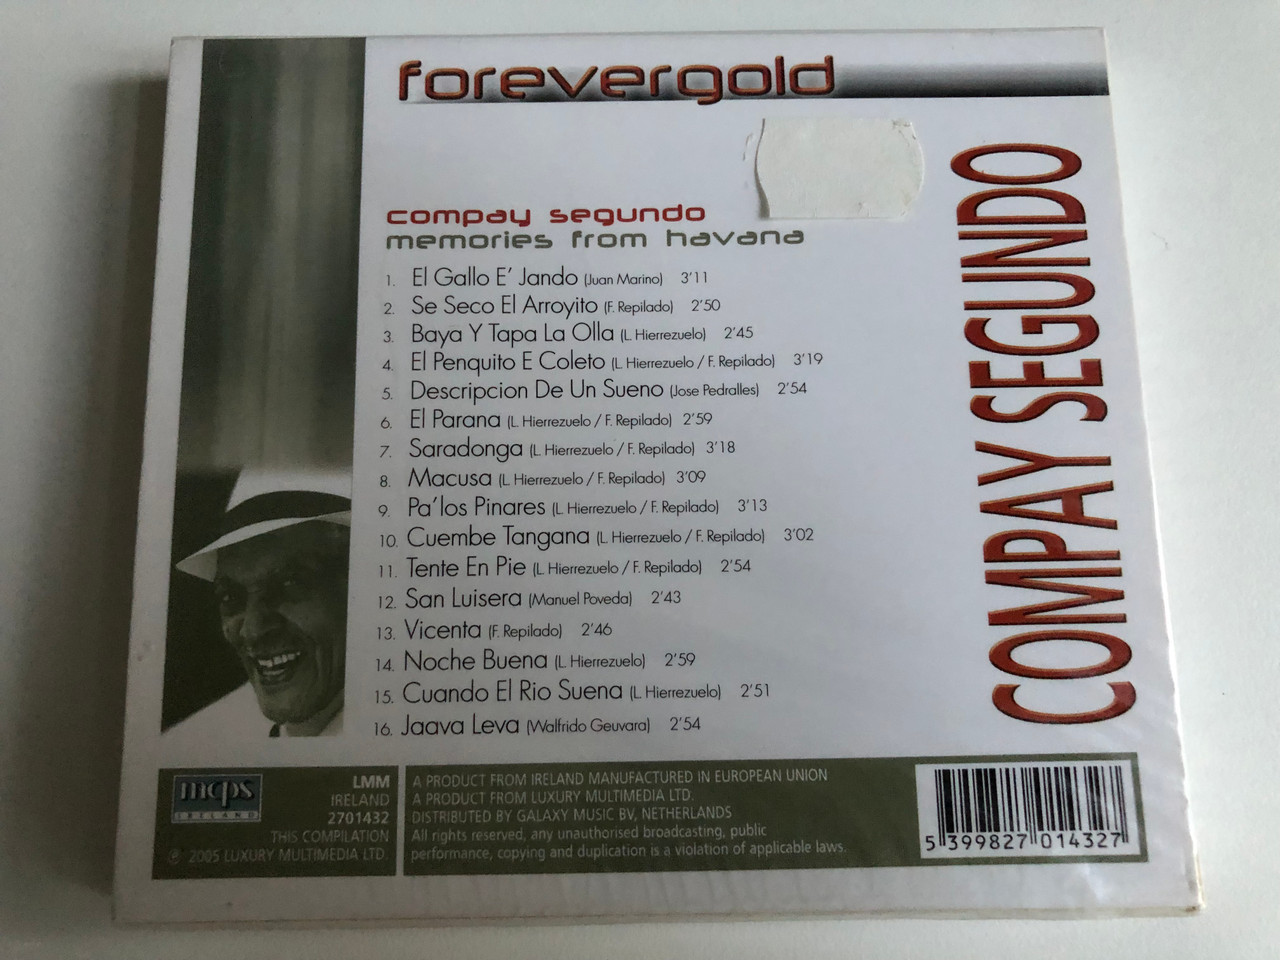 forevergold
compay segundo
memories from havana
1. El Gallo E' Jando (Juan Marino) 3'11
2. Se Seco El Arroyito (F. Repilado) 2'50
3. Baya Y Tapa La Olla (L. Hierrezuelo) 2'45
4. El Penquito E Coleto (L. Hierrezuelo / F. Repilado) 3'19
5. Descripcion De Un Sueno (Jose Pedralles) 2'54
6. El Parana (L. Hierrezuelo / F. Repilado) 2'59
7. Saradonga (L. Hierrezuelo / F. Repilado) 3'18
8. Macusa (L. Hierrezuelo / F. Repilado) 3'09
9. Pa'los Pinares (L. Hierrezuelo / F. Repilado) 3'13
10. Cuembe Tangana (L. Hierrezuelo / F. Repilado) 3'02
11. Tente En Pie (L. Hierrezuelo / F. Repilado) 2'54
12. San Luisera (Manuel Poveda) 2'43
13. Vicenta (F. Repilado) 2'46
14. Noche Buena (L. Hierrezuelo) 2'59
15. Cuando El Rio Suena (L. Hierrezuelo) 2'51
16. Jaava Leva (Walfrido Geuvara) 2'54
COMPAY SEGUNDO
mcps
IRELAND
LMM
IRELAND
2701432
THIS COMPILATION
℗ 2005 LUXURY MULTIMEDIA LTD.
A PRODUCT FROM IRELAND MANUFACTURED IN EUROPEAN UNION
A PRODUCT FROM LUXURY MULTIMEDIA LTD.
DISTRIBUTED BY GALAXY MUSIC BV, NETHERLANDS
All rights reserved, any unauthorised broadcasting, public
performance, copying and duplication is a violation of applicable laws.
5 399827 014327